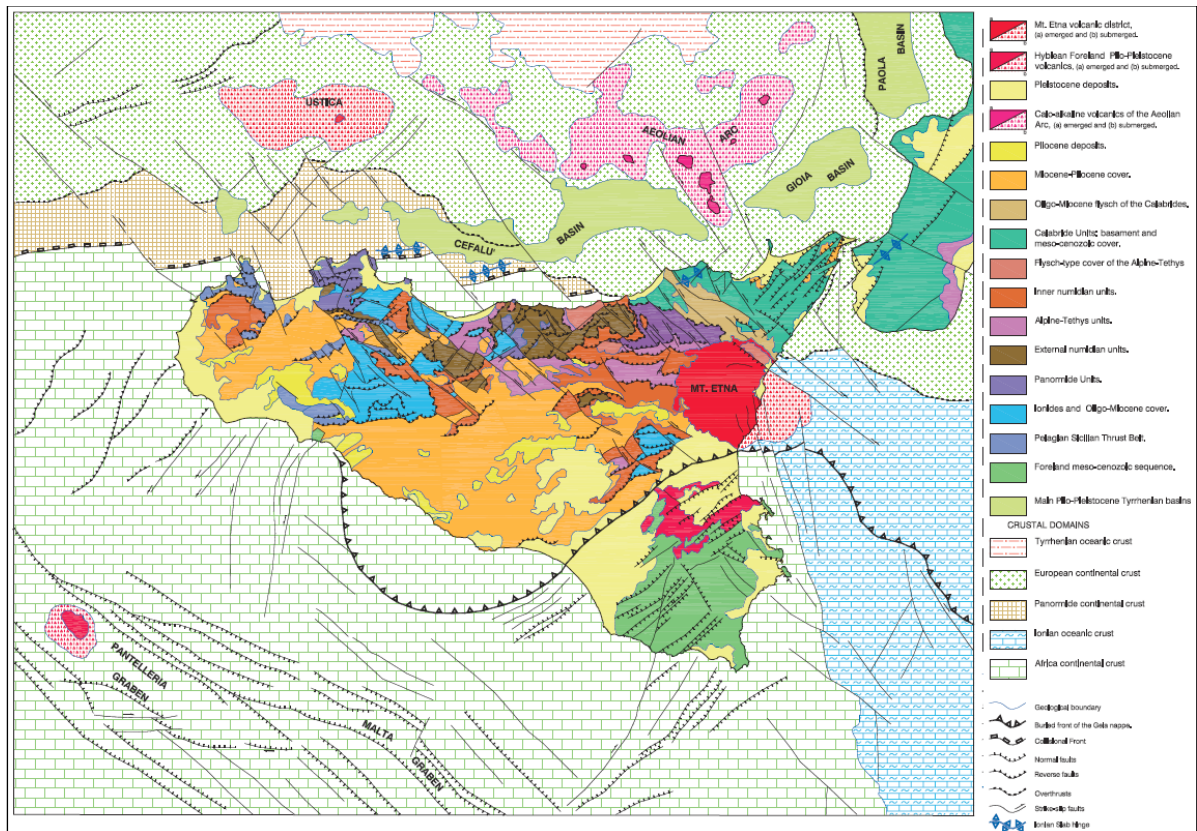 USTICA
AEOLIAN
ARC
PAOLA
BASIN
GIOIA
BASIN
CEFALU'
BASIN
MT. ETNA
PANTELLERIA
GRABEN
MALTA
GRABEN
a
b
Mt. Etna volcanic district,
(a) emerged and (b) submerged.
a
b
Hyblean Foreland Plio-Pleistocene
volcanics, (a) emerged and (b) submerged.
Pleistocene deposits.
a
b
Calc-alkaline volcanics of the Aeolian
Arc, (a) emerged and (b) submerged.
Pliocene deposits.
Miocene-Pliocene cover.
Oligo-Miocene flysch of the Calabrides.
Calabride Units: basament and
meso-cenozoic cover.
Flysch-type cover of the Alpine-Tethys
Inner numidian units.
Alpine-Tethys units.
External numidian units.
Panormide Units.
Ionides and Oligo-Miocene cover.
Pelagian Sicilian Thrust Belt.
Foreland meso-cenozoic sequence.
Main Plio-Pleistocene Tyrrhenian basins
CRUSTAL DOMAINS
Tyrrhenian oceanic crust
European continental crust
Panormide continental crust
Ionian oceanic crust
Africa continental crust
Geological boundary
Buried front of the Gela nappe.
Collisional Front
Normal faults
Reverse faults
Overthrusts
Strike-slip faults
Ionian Slab hinge